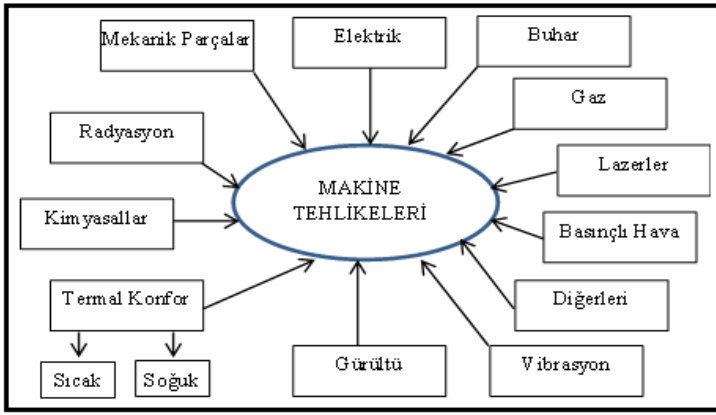 Mekanik Parçalar
Elektrik
Buhar
Gaz
Radyasyon
Lazerler
MAKİNE
TEHLİKELERİ
Kimyasallar
Basınçlı Hava
Termal Konfor
Diğerleri
Sıcak
Soğuk
Gürültü
Vibrasyon